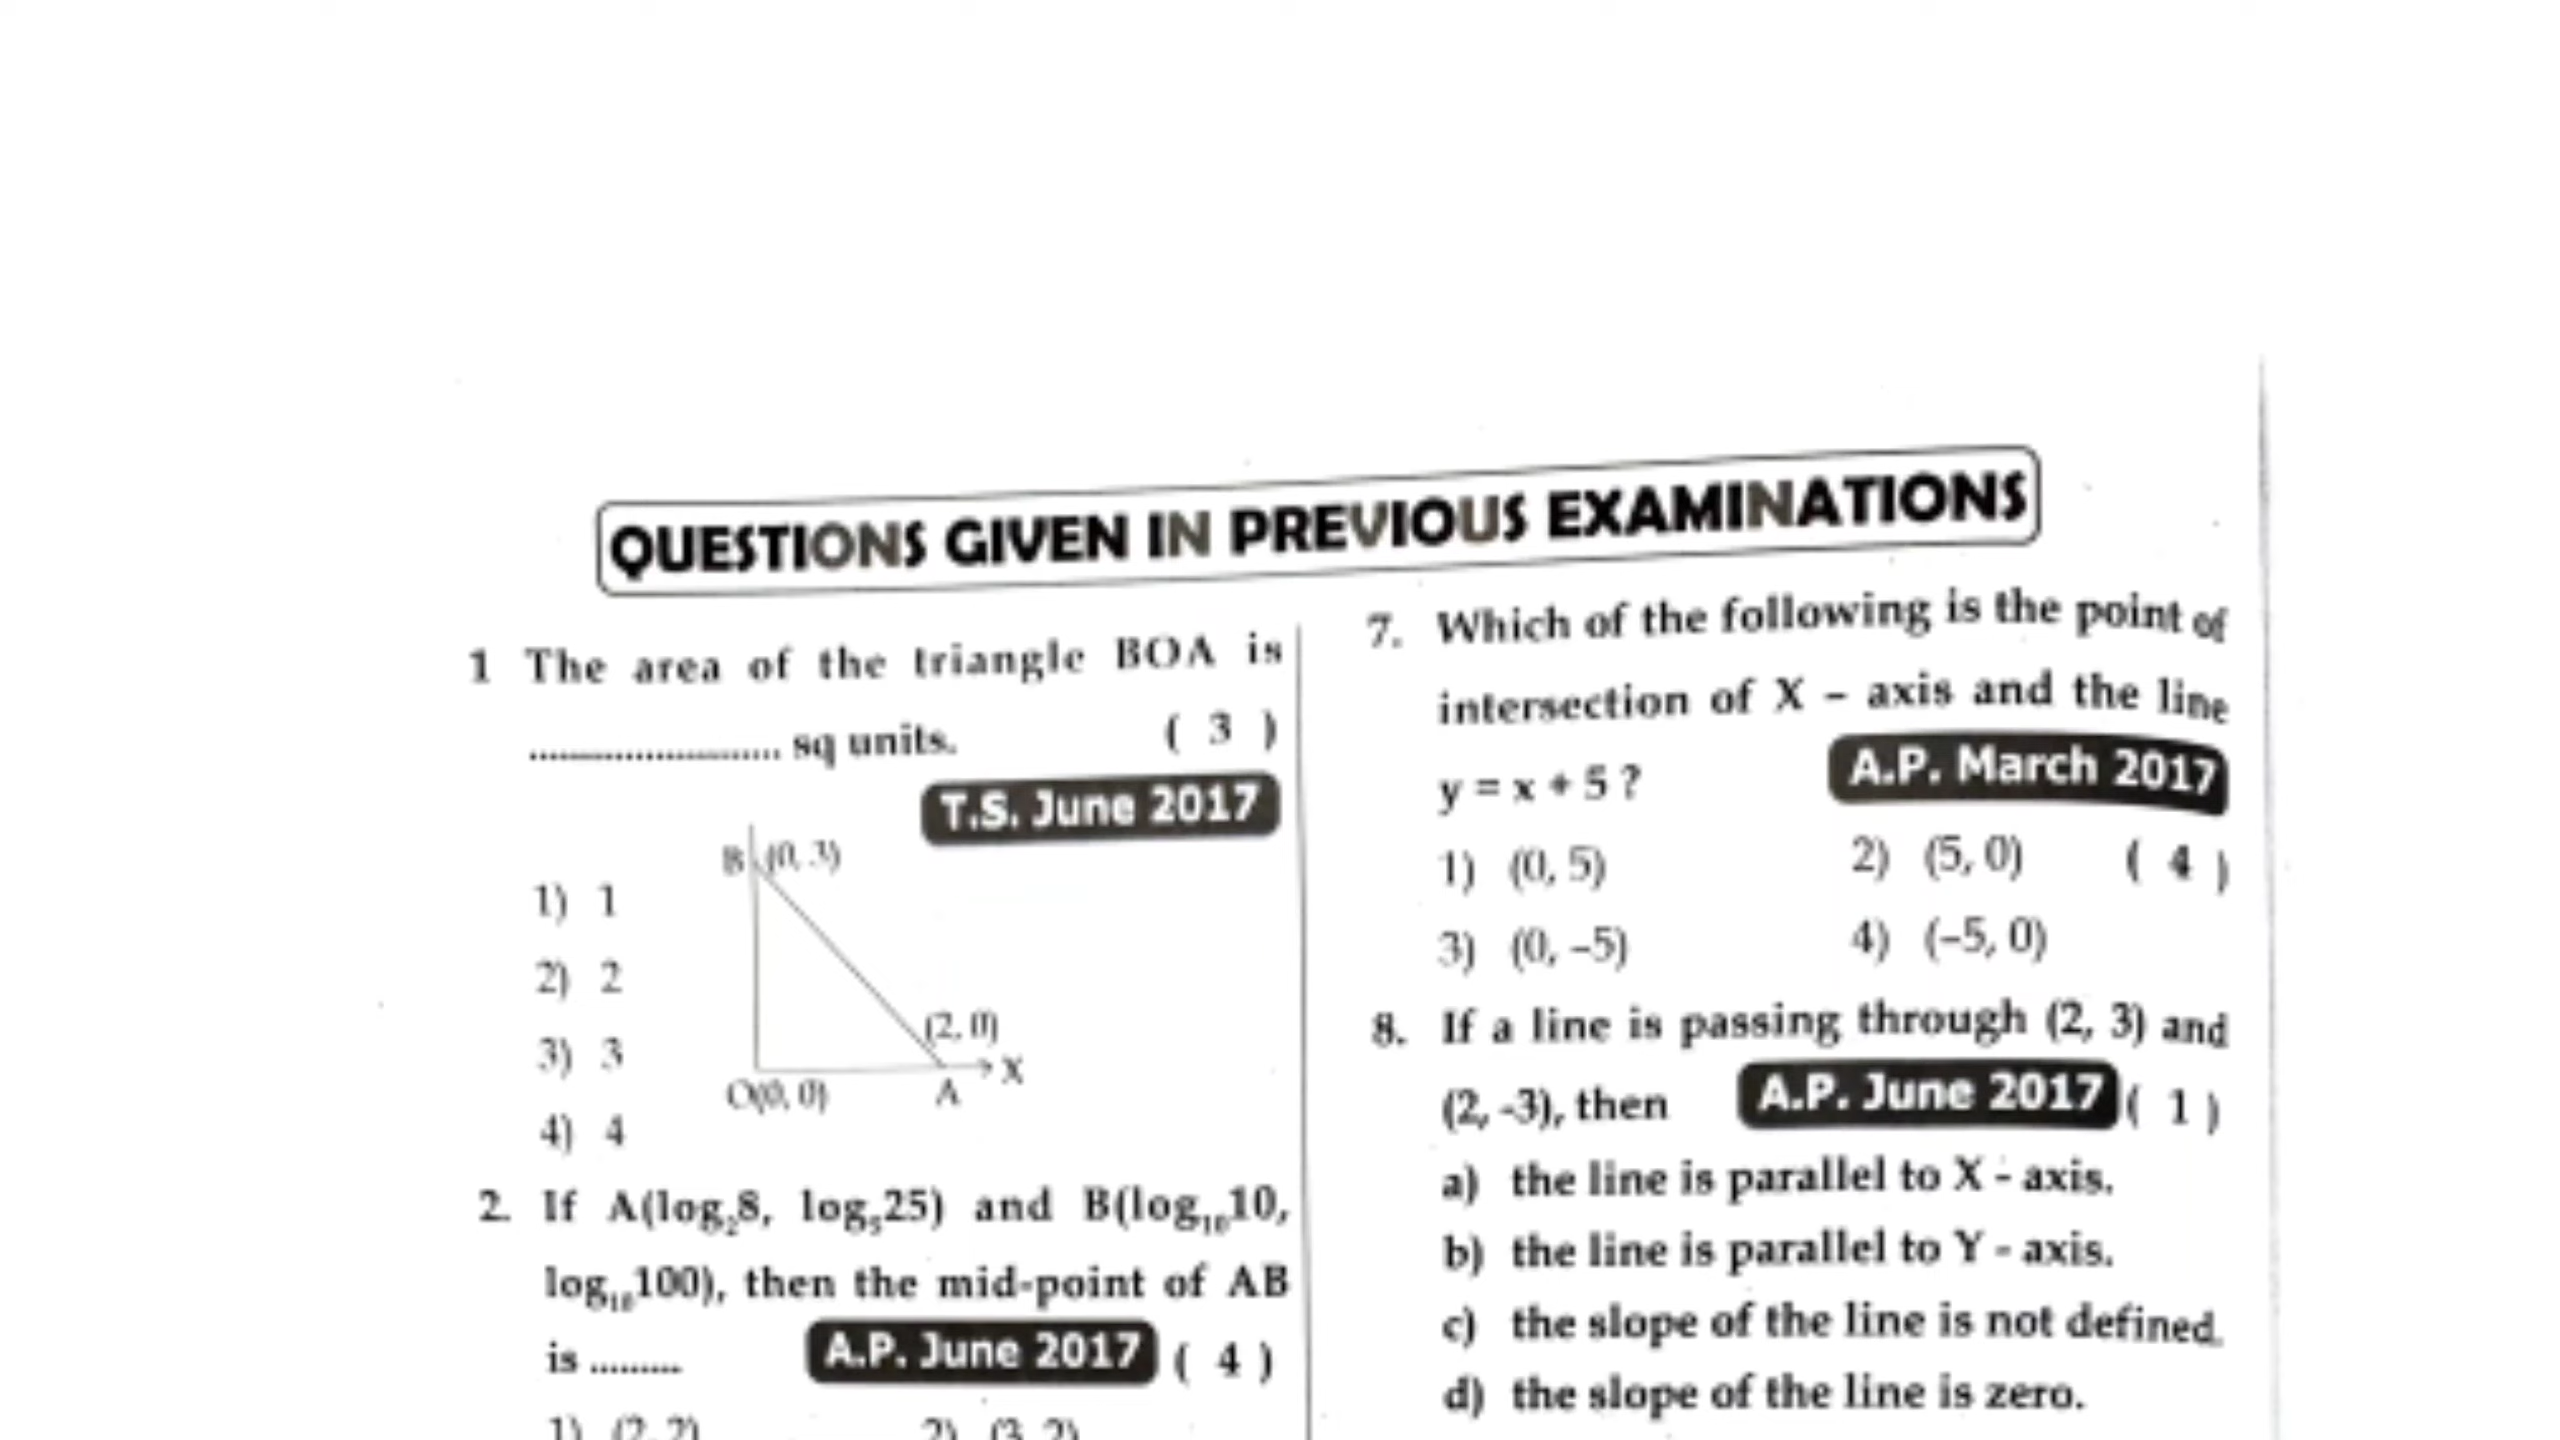 QUESTIONS GIVEN IN PREVIOUS EXAMINATIONS
1 The area of the triangle BOA is
........................ sq units. ( 3 )
T.S. June 2017
B (0, 3)
1) 1
2) 2
3) 3
4) 4
(2, 0)
X
O(0, 0) A
2. If A(log₂8, log₅25) and B(log₁₀10,
log₁₀100), then the mid-point of AB
is ......... A.P. June 2017 ( 4 )
1) (2, 2) 2) (3, 2)
7. Which of the following is the point of
intersection of X – axis and the line
y = x + 5 ? A.P. March 2017
1) (0, 5) 2) (5, 0) ( 4 )
3) (0, –5) 4) (–5, 0)
8. If a line is passing through (2, 3) and
(2, -3), then A.P. June 2017 ( 1 )
a) the line is parallel to X - axis.
b) the line is parallel to Y - axis.
c) the slope of the line is not defined.
d) the slope of the line is zero.